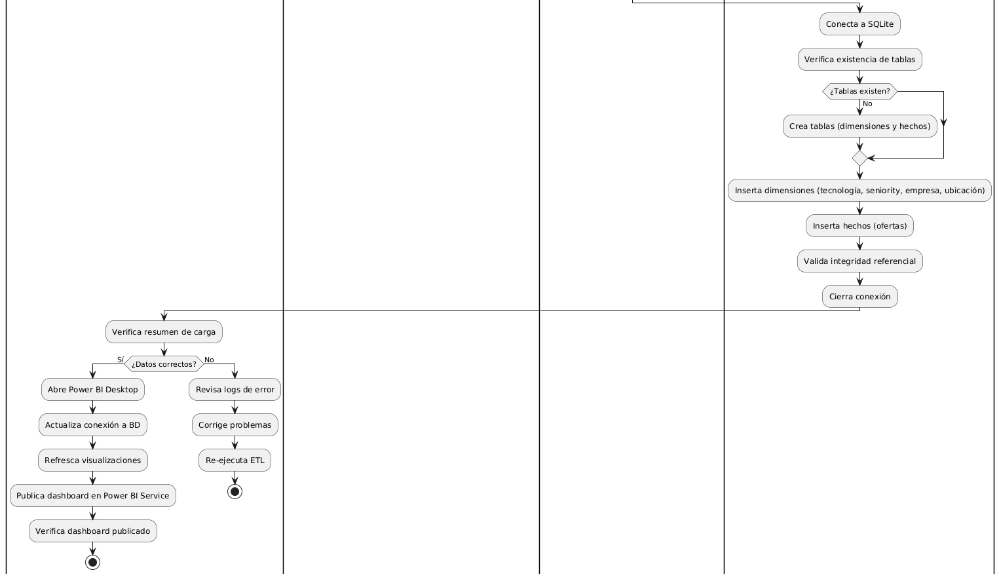 Conecta a SQLite
Verifica existencia de tablas
¿Tablas existen?
No
Crea tablas (dimensiones y hechos)
Inserta dimensiones (tecnología, seniority, empresa, ubicación)
Inserta hechos (ofertas)
Valida integridad referencial
Cierra conexión
Verifica resumen de carga
¿Datos correctos?
Sí
No
Abre Power BI Desktop
Revisa logs de error
Actualiza conexión a BD
Corrige problemas
Refresca visualizaciones
Re-ejecuta ETL
Publica dashboard en Power BI Service
Verifica dashboard publicado